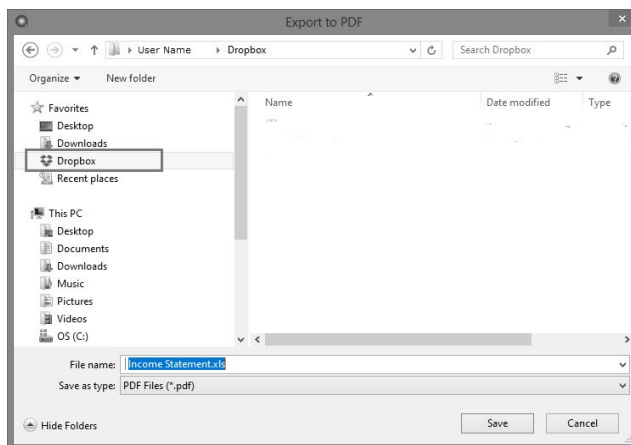 Export to PDF
User Name Dropbox Search Dropbox
Organize New folder
Name Date modified Type
Favorites
Desktop
Downloads
Dropbox
Recent places
This PC
Desktop
Documents
Downloads
Music
Pictures
Videos
OS (C:)
File name: Income Statement.xls
Save as type: PDF Files (*.pdf)
Hide Folders Save Cancel